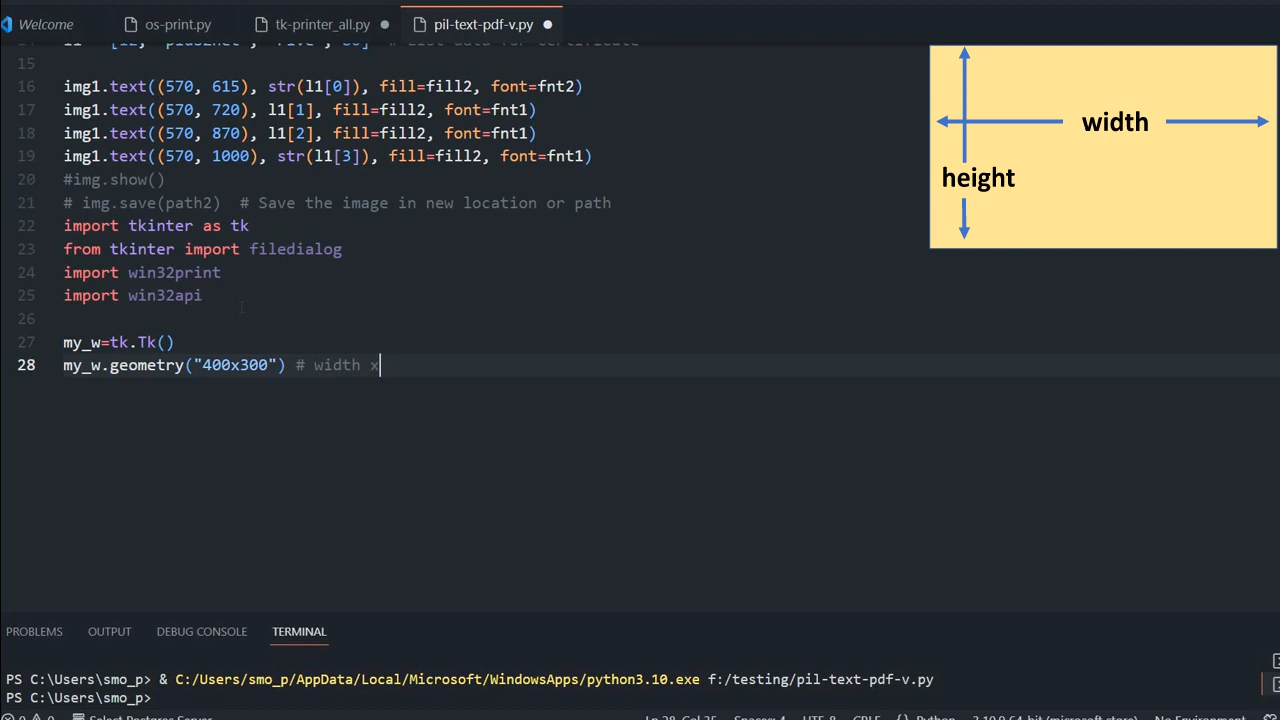 Welcome os-print.py tk-printer_all.py pil-text-pdf-v.py
15
16 img1.text((570, 615), str(l1[0]), fill=fill2, font=fnt2)
17 img1.text((570, 720), l1[1], fill=fill2, font=fnt1)
18 img1.text((570, 870), l1[2], fill=fill2, font=fnt1)
19 img1.text((570, 1000), str(l1[3]), fill=fill2, font=fnt1)
20 #img.show()
21 # img.save(path2)  # Save the image in new location or path
22 import tkinter as tk
23 from tkinter import filedialog
24 import win32print
25 import win32api
26
27 my_w=tk.Tk()
28 my_w.geometry("400x300") # width x
width
height
PROBLEMS OUTPUT DEBUG CONSOLE TERMINAL
PS C:\Users\smo_p> & C:/Users/smo_p/AppData/Local/Microsoft/WindowsApps/python3.10.exe f:/testing/pil-text-pdf-v.py
PS C:\Users\smo_p>